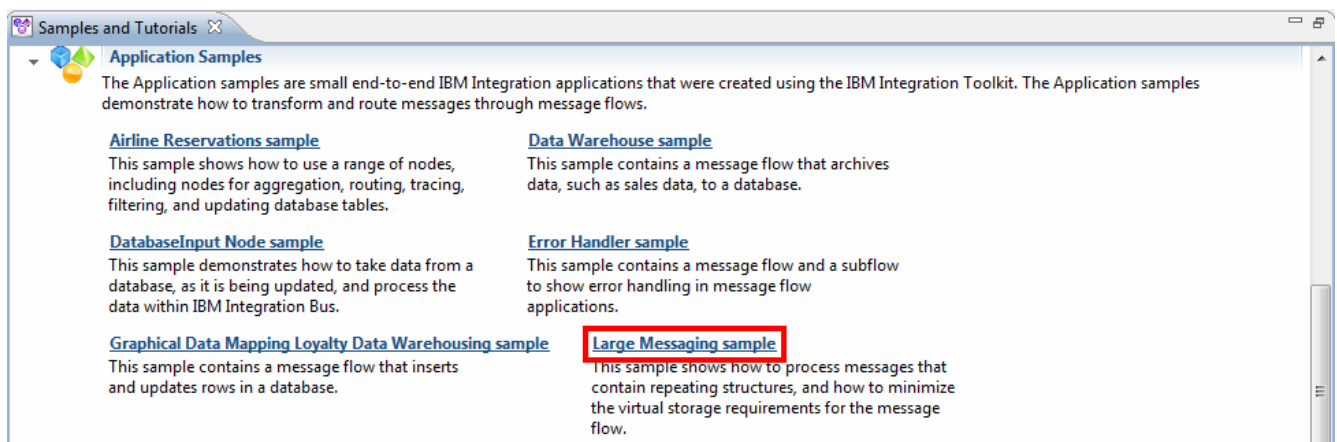 Samples and Tutorials
Application Samples
The Application samples are small end-to-end IBM Integration applications that were created using the IBM Integration Toolkit. The Application samples
demonstrate how to transform and route messages through message flows.
Airline Reservations sample
This sample shows how to use a range of nodes,
including nodes for aggregation, routing, tracing,
filtering, and updating database tables.
Data Warehouse sample
This sample contains a message flow that archives
data, such as sales data, to a database.
DatabaseInput Node sample
This sample demonstrates how to take data from a
database, as it is being updated, and process the
data within IBM Integration Bus.
Error Handler sample
This sample contains a message flow and a subflow
to show error handling in message flow
applications.
Graphical Data Mapping Loyalty Data Warehousing sample
This sample contains a message flow that inserts
and updates rows in a database.
Large Messaging sample
This sample shows how to process messages that
contain repeating structures, and how to minimize
the virtual storage requirements for the message
flow.